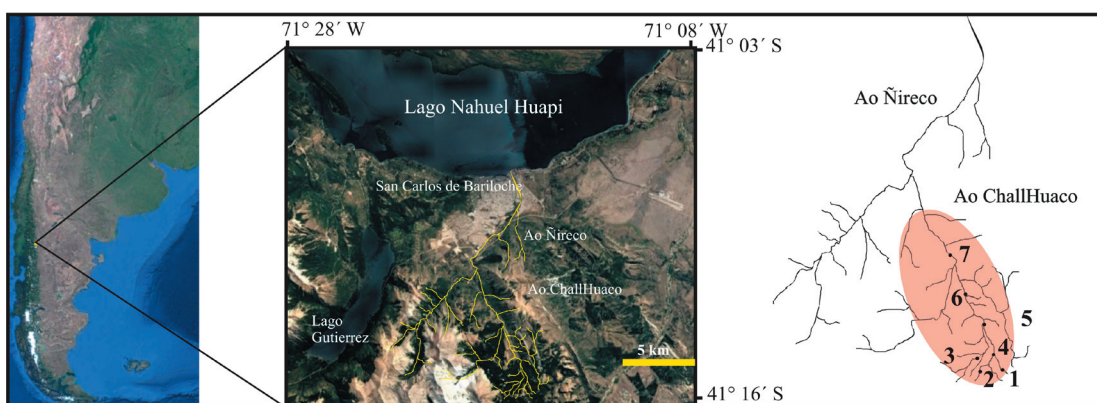 71° 28´ W
71° 08´ W
41° 03´ S
Lago Nahuel Huapi
San Carlos de Bariloche
Ao Ñireco
Ao ChallHuaco
Lago
Gutierrez
5 km
41° 16´ S
Ao Ñireco
Ao ChallHuaco
7
6
5
3
4
2
1